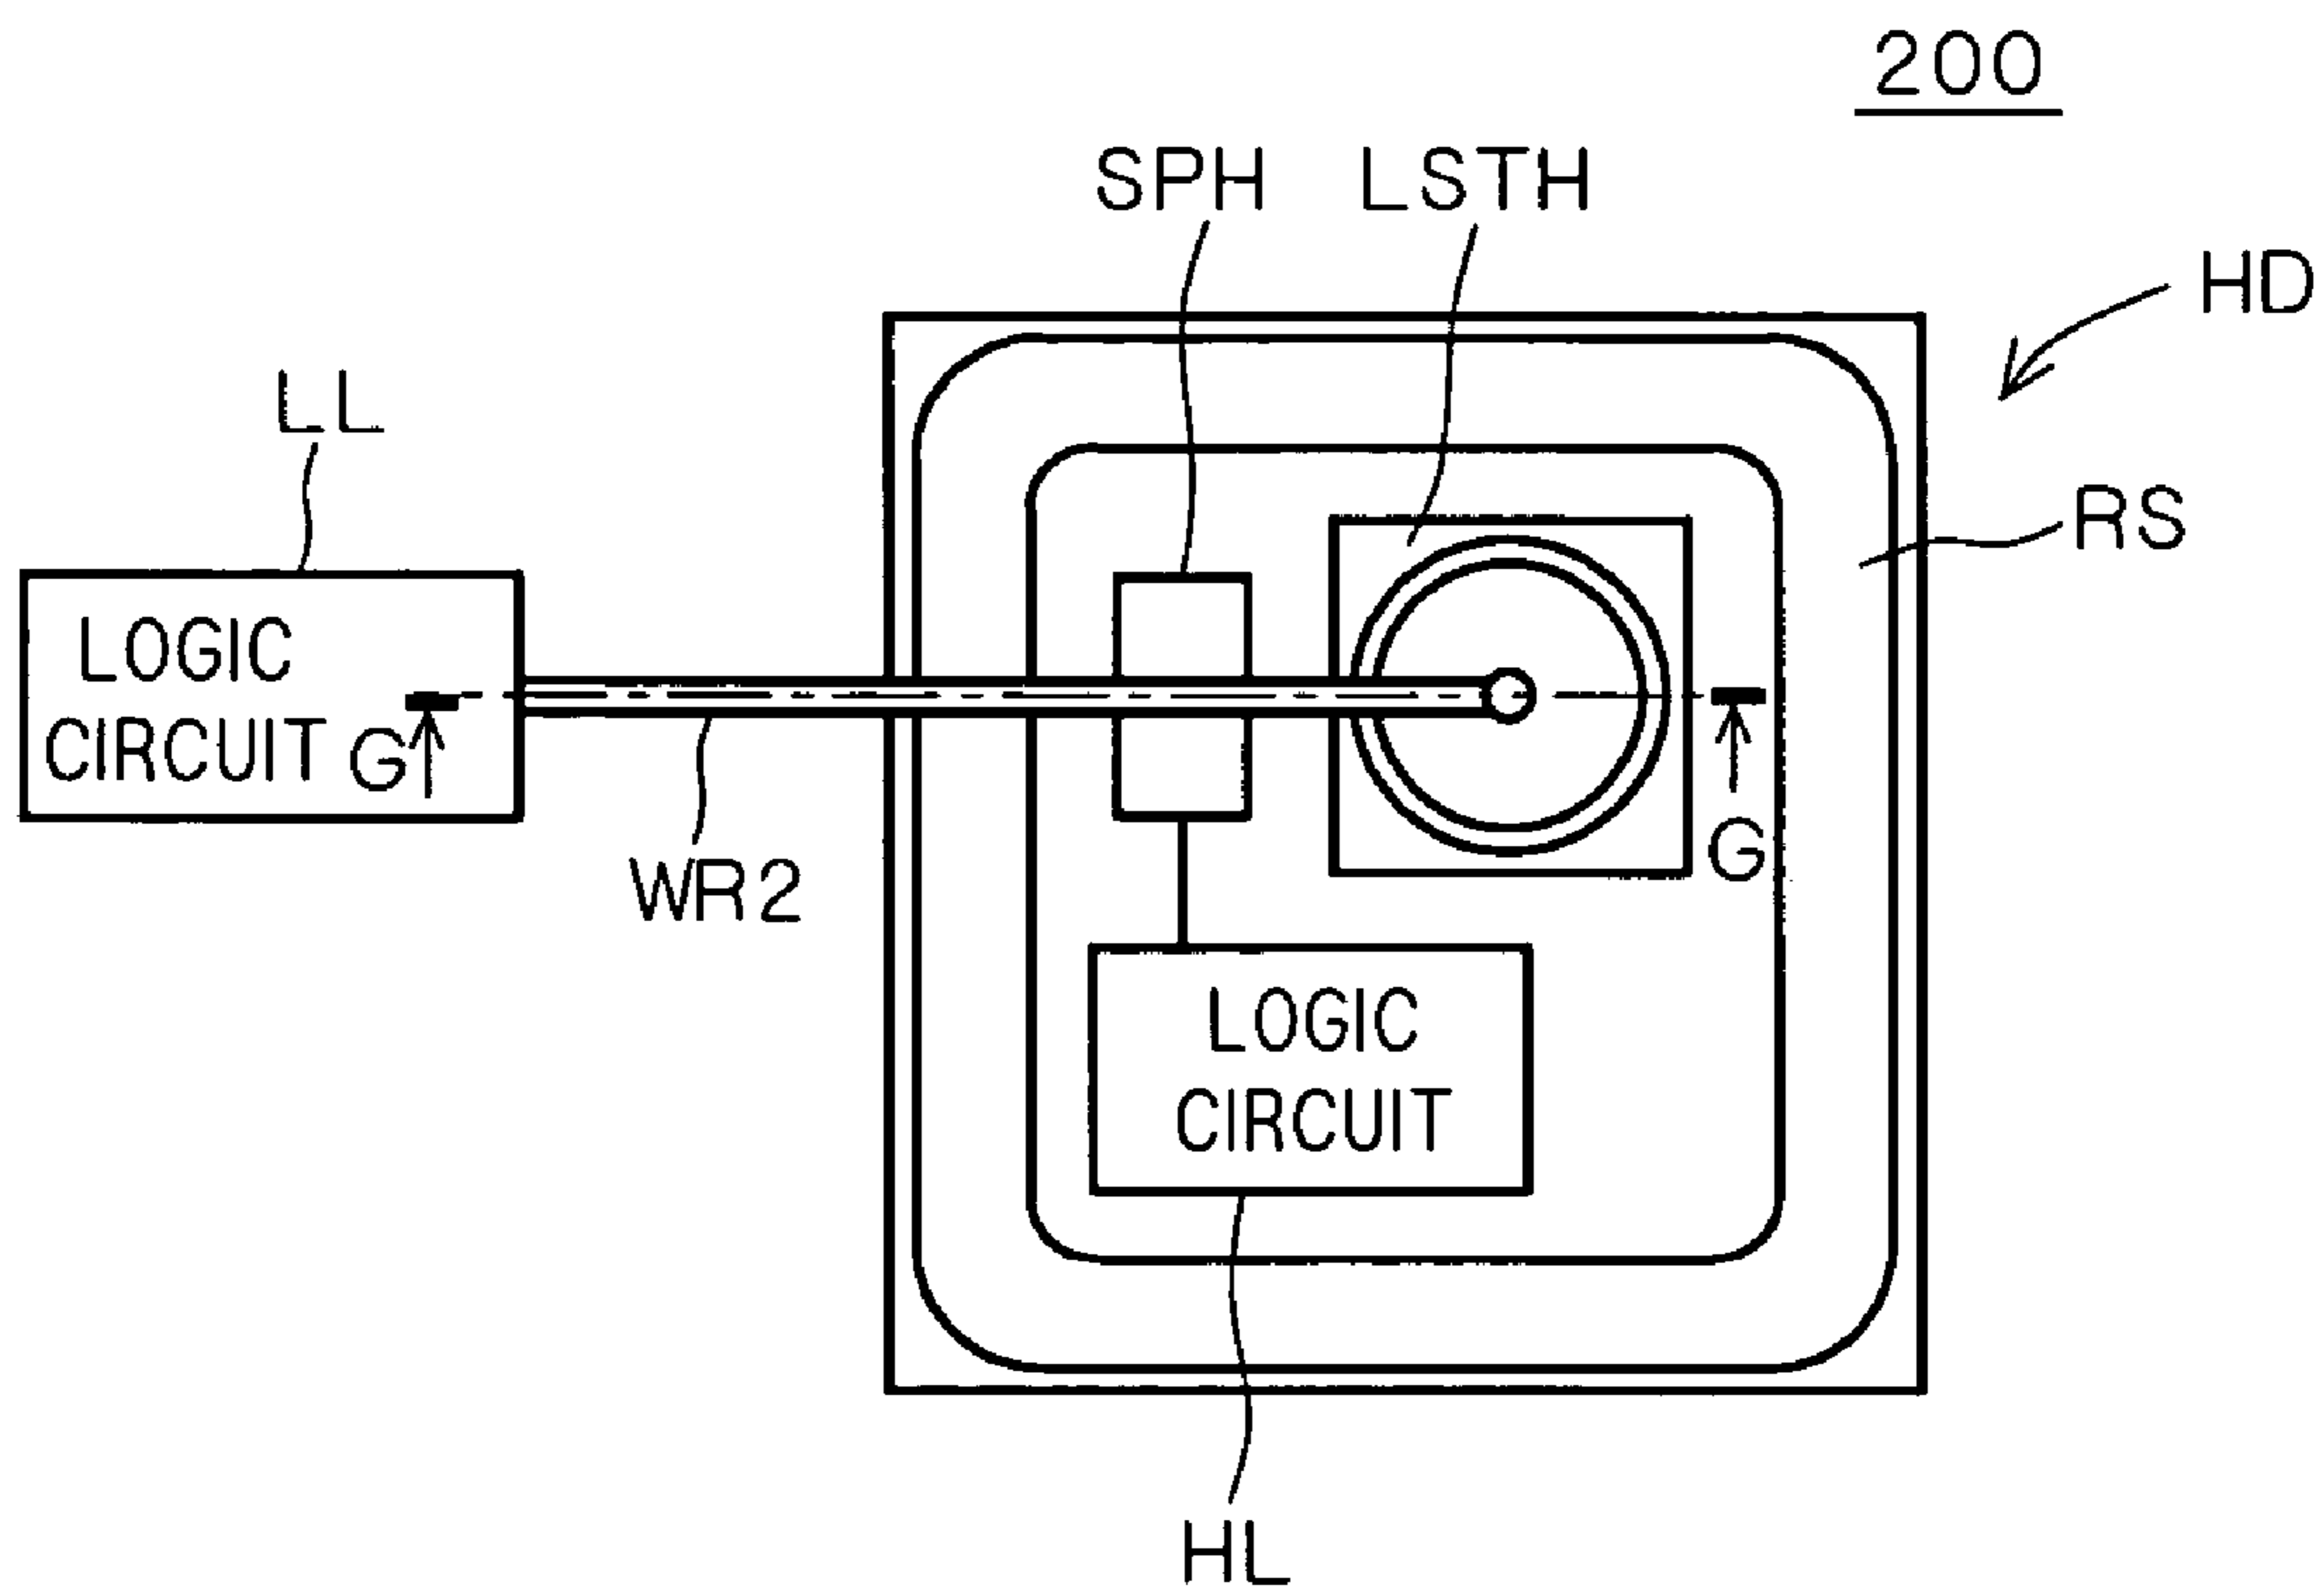 200
SPH LSTH
HD
LL
RS
LOGIC
CIRCUIT
G
G
WR2
LOGIC
CIRCUIT
HL